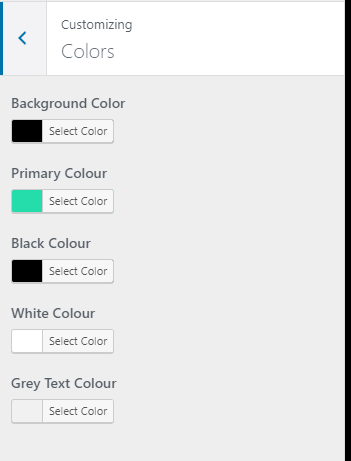 Customizing
Colors
Background Color
Select Color
Primary Colour
Select Color
Black Colour
Select Color
White Colour
Select Color
Grey Text Colour
Select Color